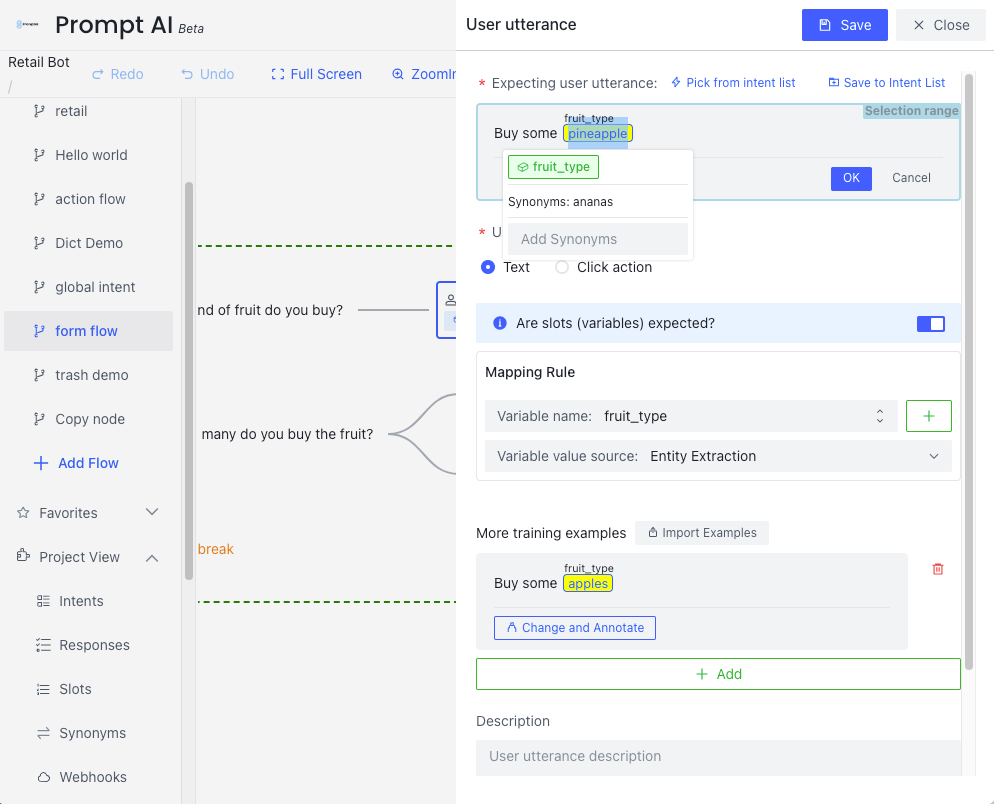 Prompt AI Beta
User utterance
Save
Close
Retail Bot
/
Redo
Undo
Full Screen
ZoomIn
retail
Hello world
action flow
Dict Demo
global intent
form flow
trash demo
Copy node
Add Flow
Favorites
Project View
Intents
Responses
Slots
Synonyms
Webhooks
nd of fruit do you buy?
many do you buy the fruit?
break
* Expecting user utterance:
Pick from intent list
Save to Intent List
Selection range
fruit_type
Buy some pineapple
fruit_type
Synonyms: ananas
Add Synonyms
OK
Cancel
* U
Text
Click action
Are slots (variables) expected?
Mapping Rule
Variable name: fruit_type
Variable value source: Entity Extraction
More training examples
Import Examples
fruit_type
Buy some apples
Change and Annotate
Add
Description
User utterance description